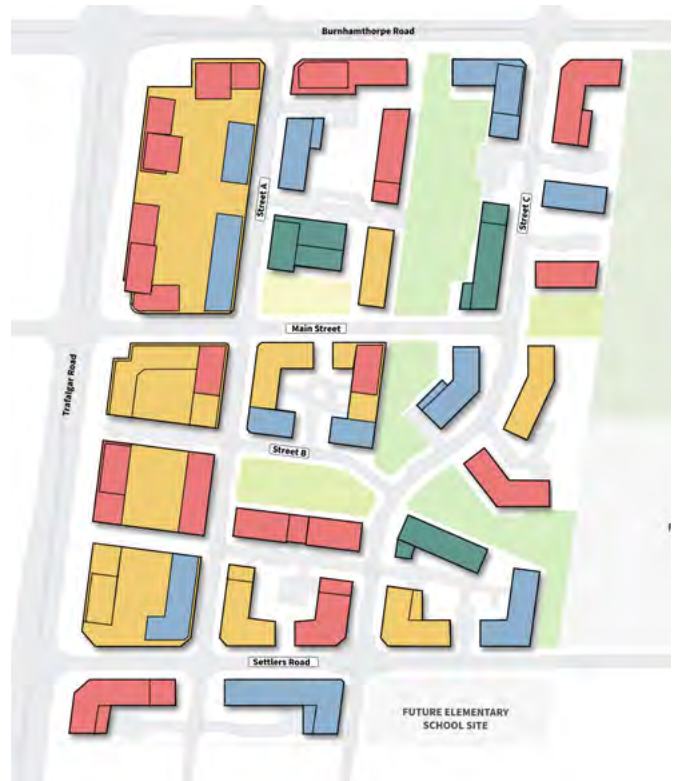 Burnhamthorpe Road
Street A
Street C
Main Street
Trafalgar Road
Street B
Settlers Road
FUTURE ELEMENTARY
SCHOOL SITE